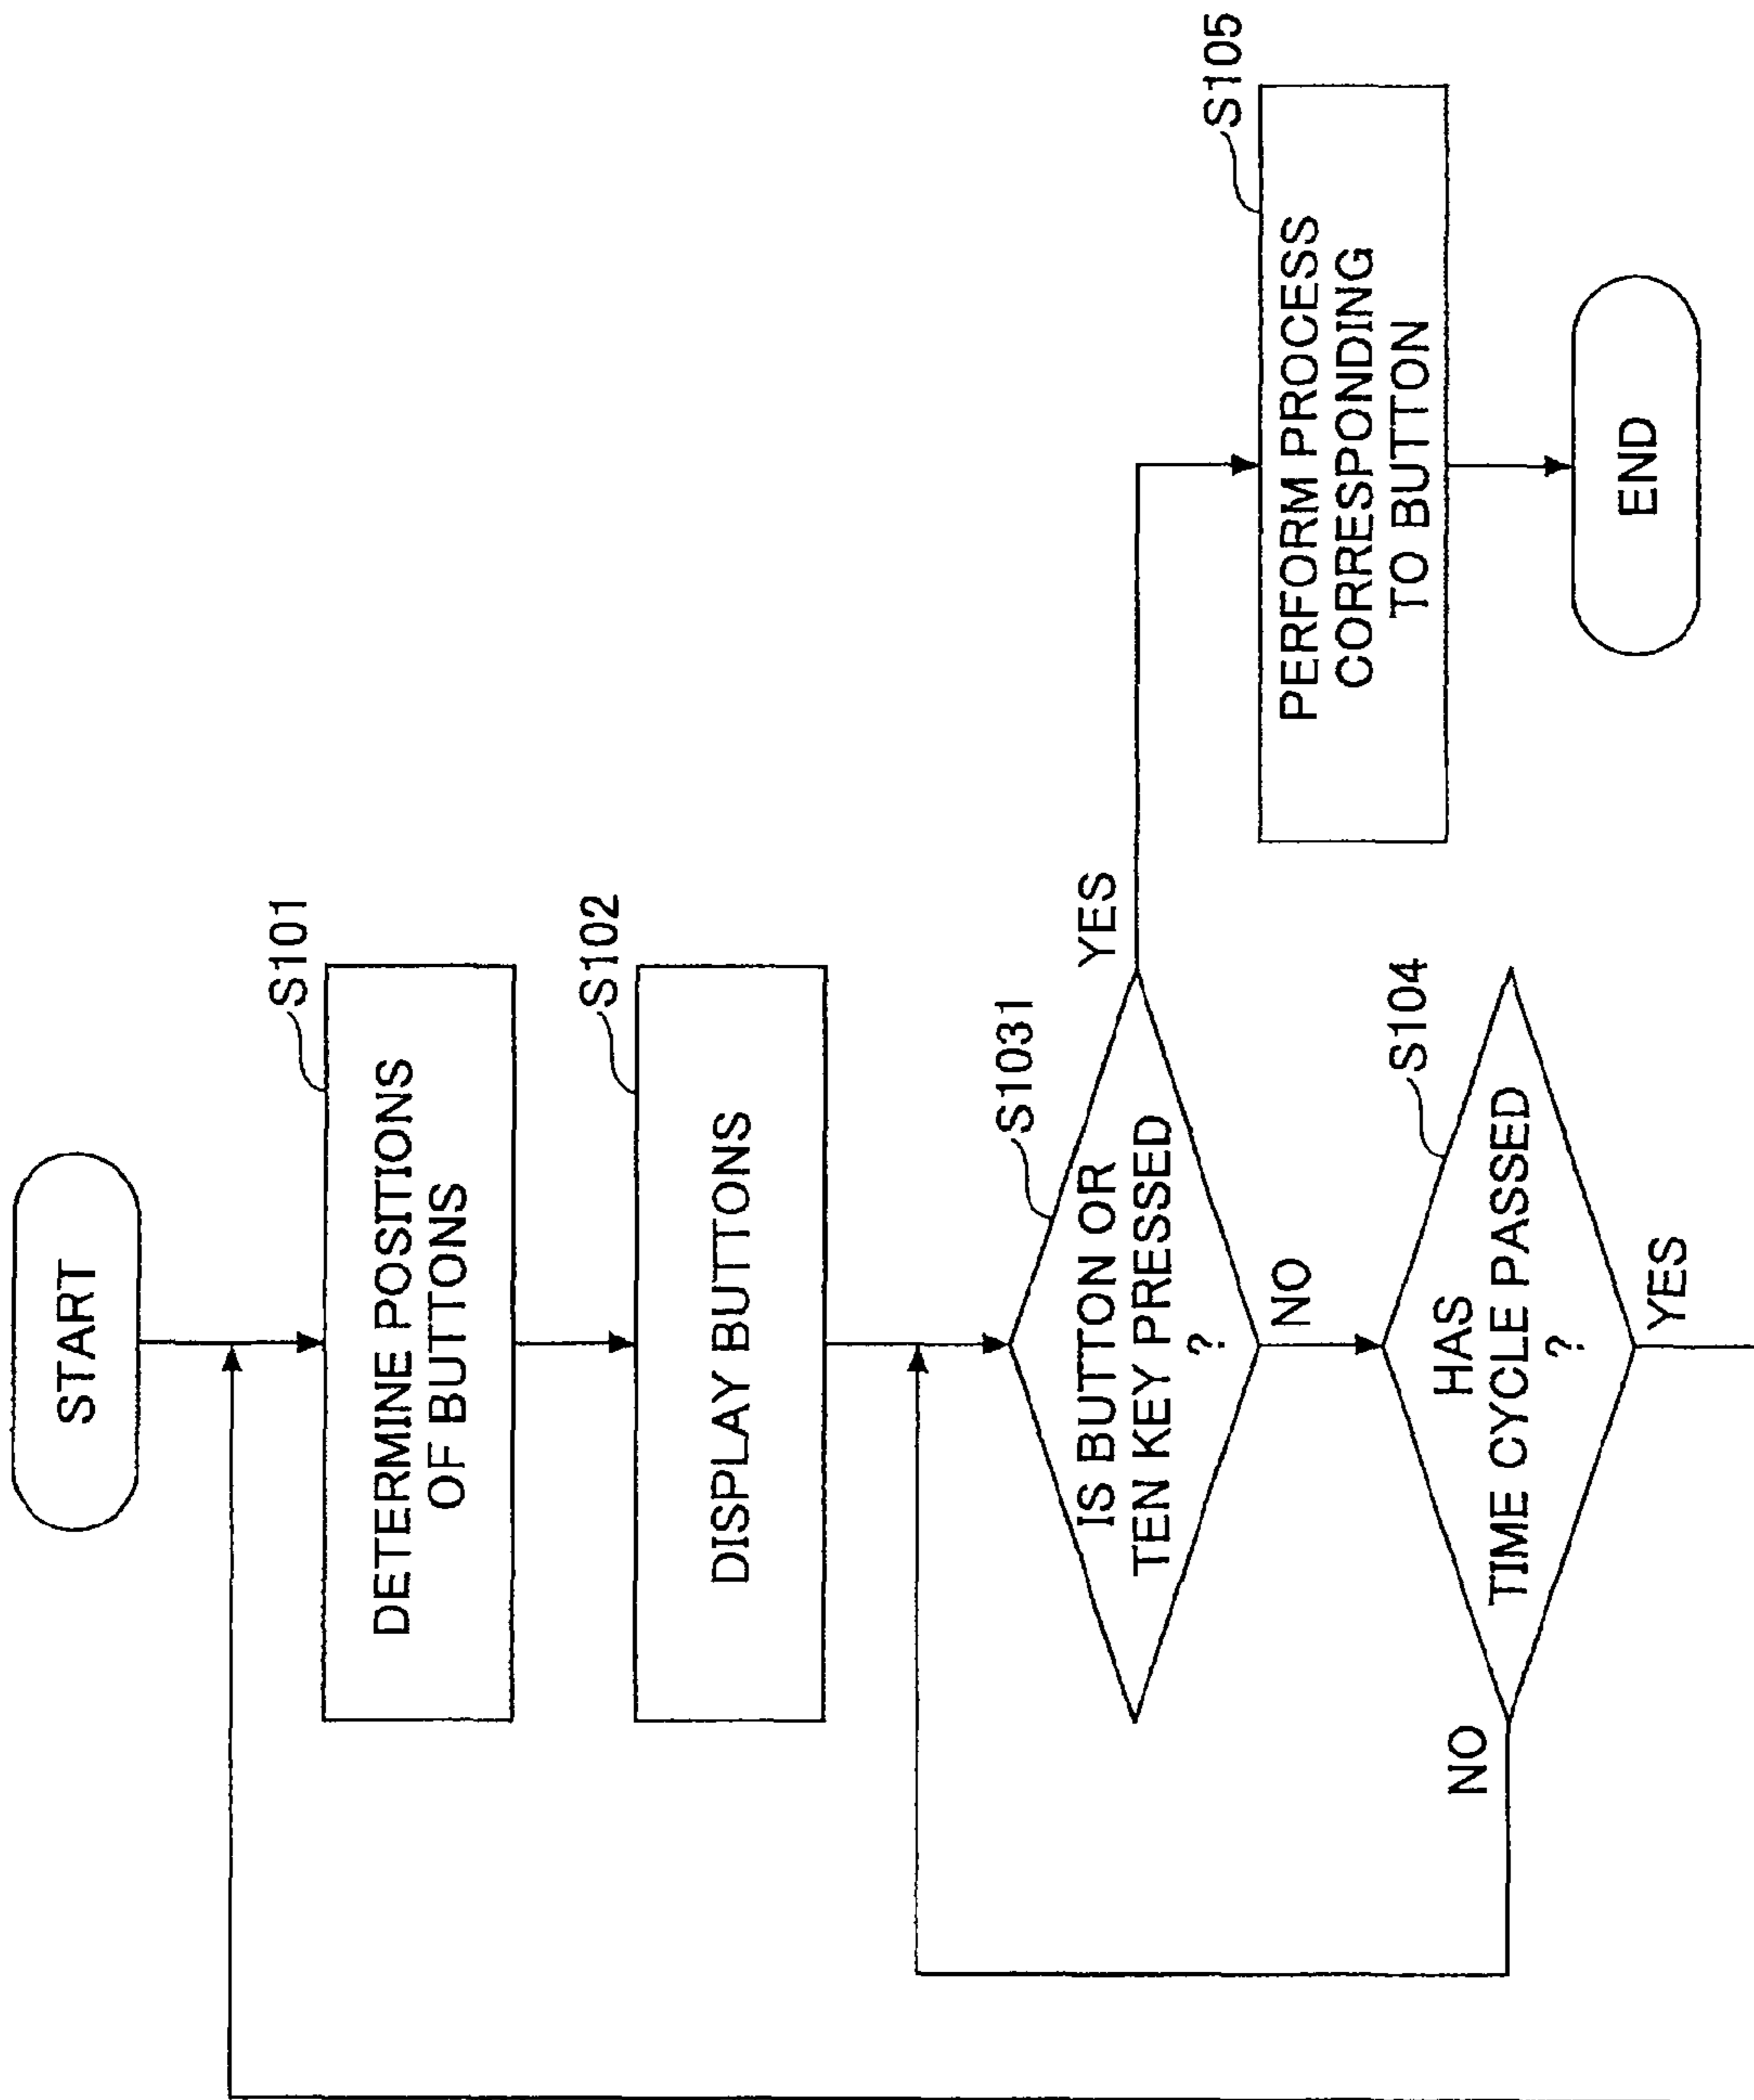 START
S101
DETERMINE POSITIONS
OF BUTTONS
S102
DISPLAY BUTTONS
S1031
IS BUTTON OR
TEN KEY PRESSED
?
YES
NO
S104
HAS
TIME CYCLE PASSED
?
NO
YES
S105
PERFORM PROCESS
CORRESPONDING
TO BUTTON
END